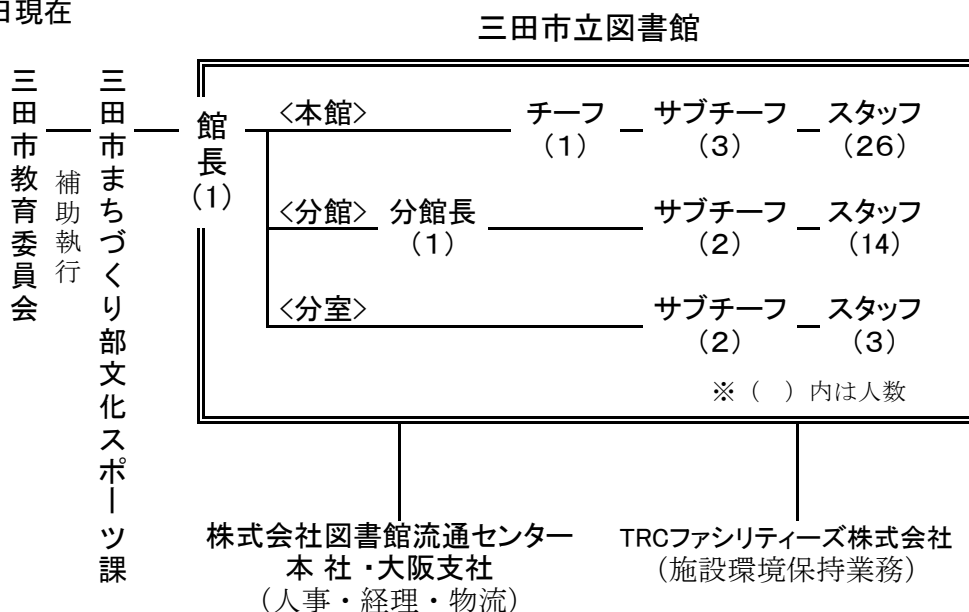 日現在
三田市立図書館
三田市教育委員会
補助執行
三田市まちづくり部文化スポーツ課
館長
(1)
<本館> チーフ サブチーフ スタッフ
(1) (3) (26)
<分館> 分館長 サブチーフ スタッフ
(1) (2) (14)
<分室> サブチーフ スタッフ
(2) (3)
※( )内は人数
株式会社図書館流通センター
本 社・大阪支社
(人事・経理・物流)
TRCファシリティーズ株式会社
(施設環境保持業務)